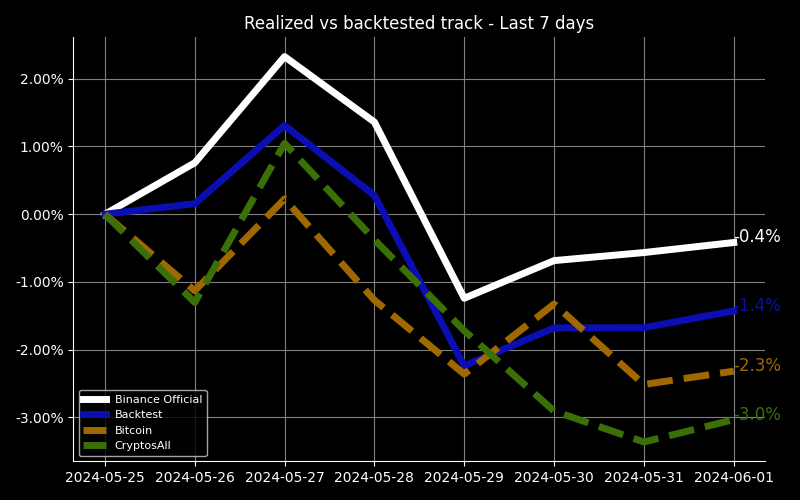 Realized vs backtested track - Last 7 days
2.00%
1.00%
0.00%
-1.00%
-2.00%
-3.00%
-0.4%
-1.4%
-2.3%
-3.0%
Binance Official
Backtest
Bitcoin
CryptosAll
2024-05-25 2024-05-26 2024-05-27 2024-05-28 2024-05-29 2024-05-30 2024-05-31 2024-06-01